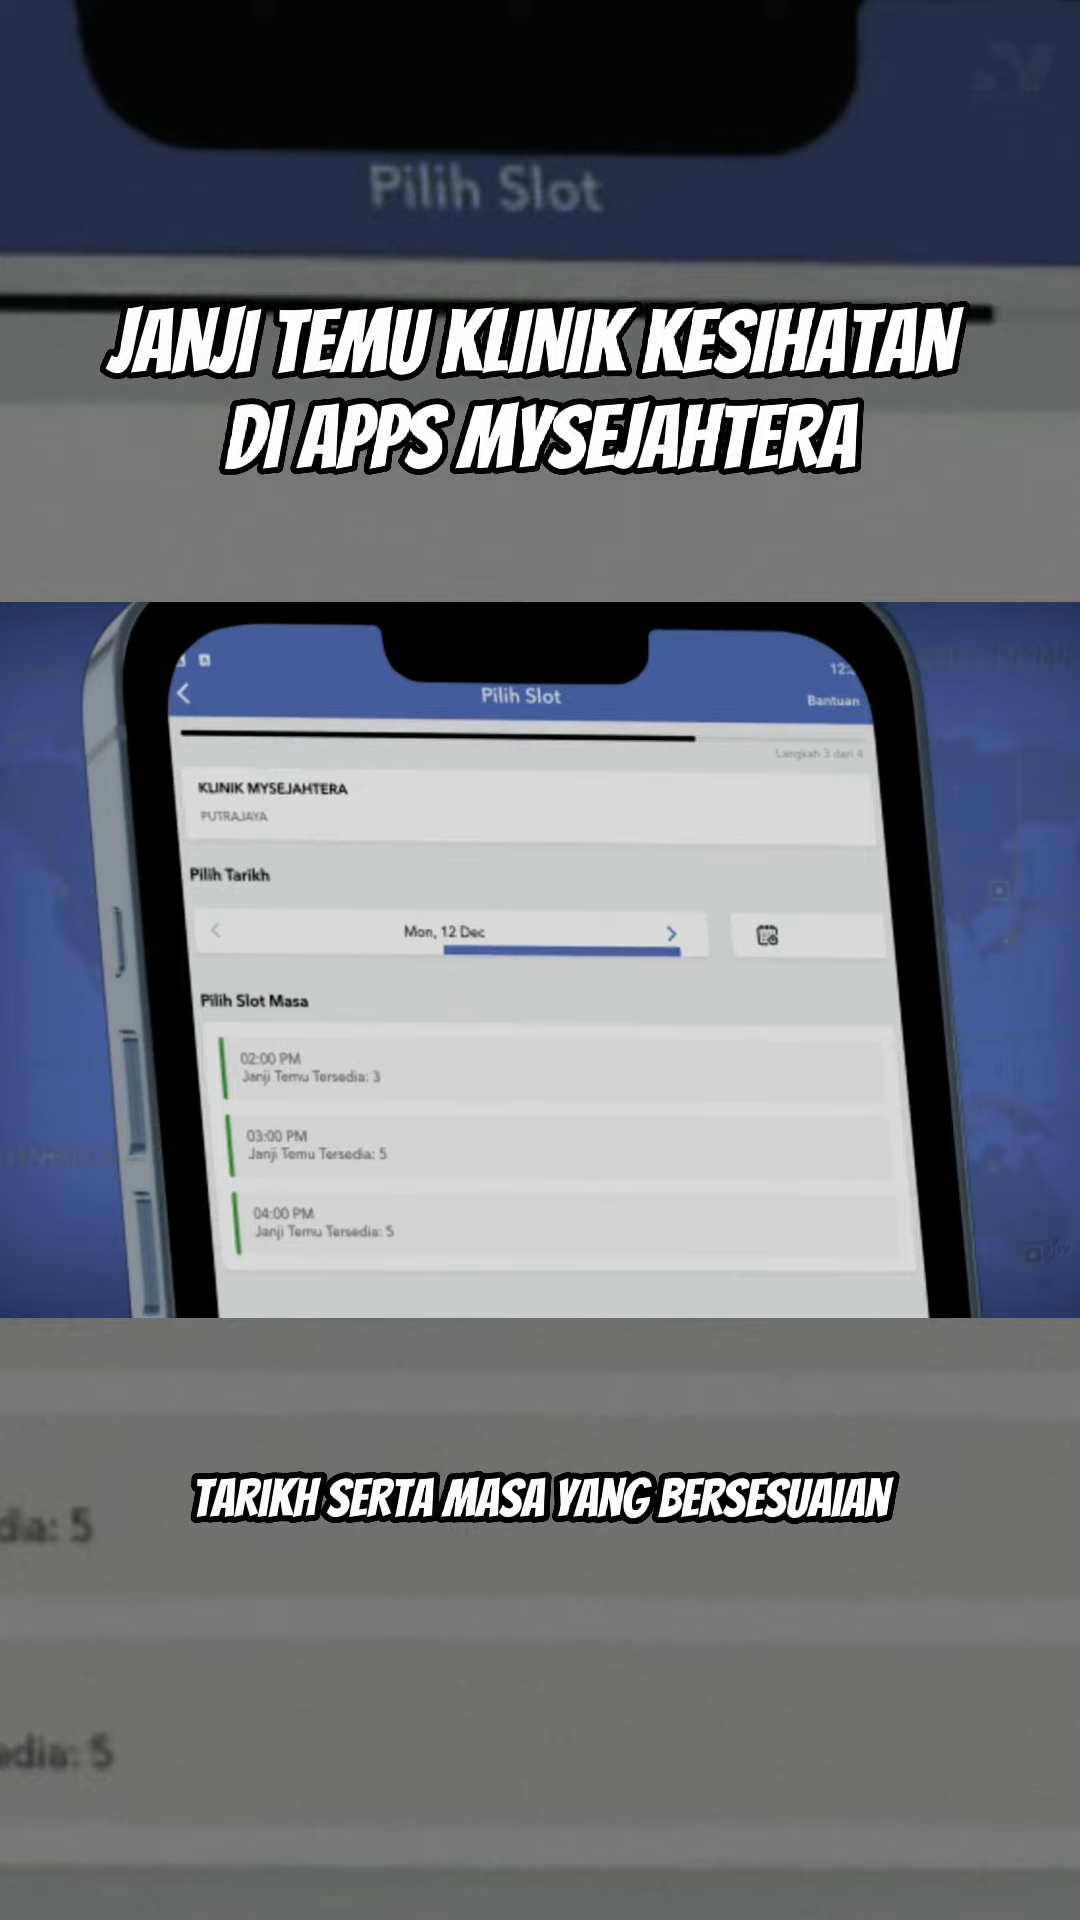 Pilih Slot
JANJI TEMU KLINIK KESIHATAN
DI APPS MYSEJAHTERA
Pilih Slot
Bantuan
Langkah 3 dari 4
KLINIK MYSEJAHTERA
PUTRAJAYA
Pilih Tarikh
Mon, 12 Dec
Pilih Slot Masa
02:00 PM
Janji Temu Tersedia: 3
03:00 PM
Janji Temu Tersedia: 5
04:00 PM
Janji Temu Tersedia: 5
TARIKH SERTA MASA YANG BERSESUAIAN
dia: 5
edia: 5